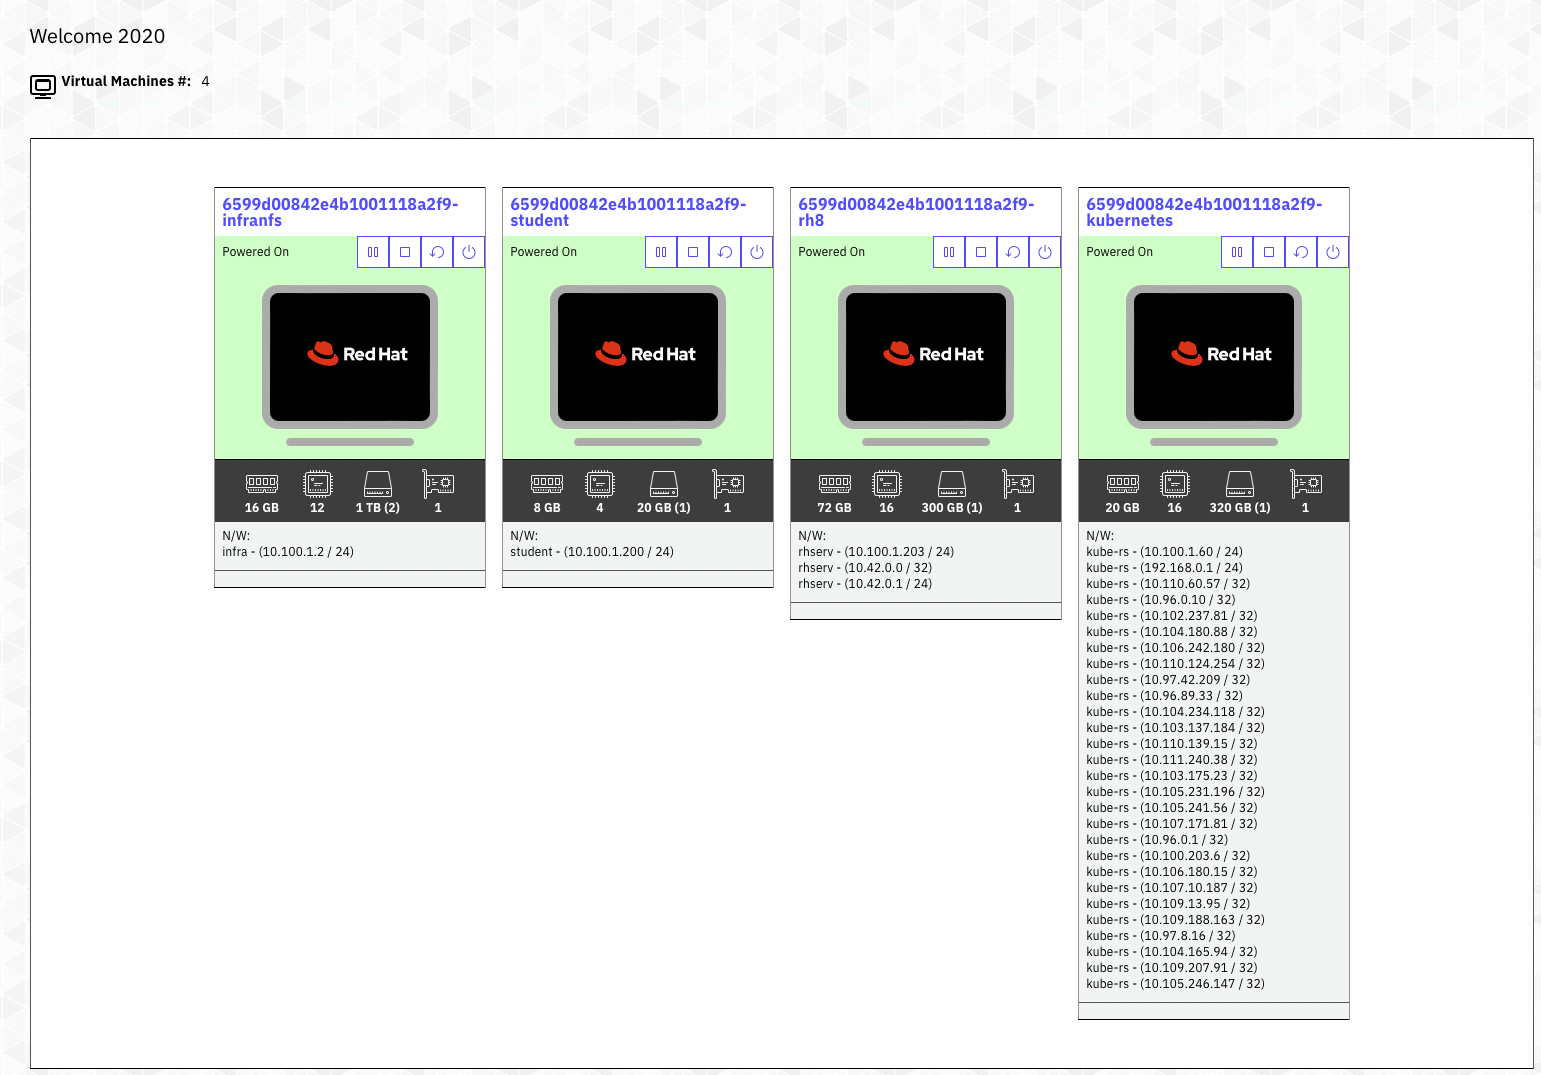 Welcome 2020
Virtual Machines #: 4
6599d00842e4b1001118a2f9-
infranfs
Powered On
Red Hat
16 GB 12 1 TB (2) 1
N/W:
infra - (10.100.1.2 / 24)
6599d00842e4b1001118a2f9-
student
Powered On
Red Hat
8 GB 4 20 GB (1) 1
N/W:
student - (10.100.1.200 / 24)
6599d00842e4b1001118a2f9-
rh8
Powered On
Red Hat
72 GB 16 300 GB (1) 1
N/W:
rhserv - (10.100.1.203 / 24)
rhserv - (10.42.0.0 / 32)
rhserv - (10.42.0.1 / 24)
6599d00842e4b1001118a2f9-
kubernetes
Powered On
Red Hat
20 GB 16 320 GB (1) 1
N/W:
kube-rs - (10.100.1.60 / 24)
kube-rs - (192.168.0.1 / 24)
kube-rs - (10.110.60.57 / 32)
kube-rs - (10.96.0.10 / 32)
kube-rs - (10.102.237.81 / 32)
kube-rs - (10.104.180.88 / 32)
kube-rs - (10.106.242.180 / 32)
kube-rs - (10.110.124.254 / 32)
kube-rs - (10.97.42.209 / 32)
kube-rs - (10.96.89.33 / 32)
kube-rs - (10.104.234.118 / 32)
kube-rs - (10.103.137.184 / 32)
kube-rs - (10.110.139.15 / 32)
kube-rs - (10.111.240.38 / 32)
kube-rs - (10.103.175.23 / 32)
kube-rs - (10.105.231.196 / 32)
kube-rs - (10.105.241.56 / 32)
kube-rs - (10.107.171.81 / 32)
kube-rs - (10.96.0.1 / 32)
kube-rs - (10.100.203.6 / 32)
kube-rs - (10.106.180.15 / 32)
kube-rs - (10.107.10.187 / 32)
kube-rs - (10.109.13.95 / 32)
kube-rs - (10.109.188.163 / 32)
kube-rs - (10.97.8.16 / 32)
kube-rs - (10.104.165.94 / 32)
kube-rs - (10.109.207.91 / 32)
kube-rs - (10.105.246.147 / 32)